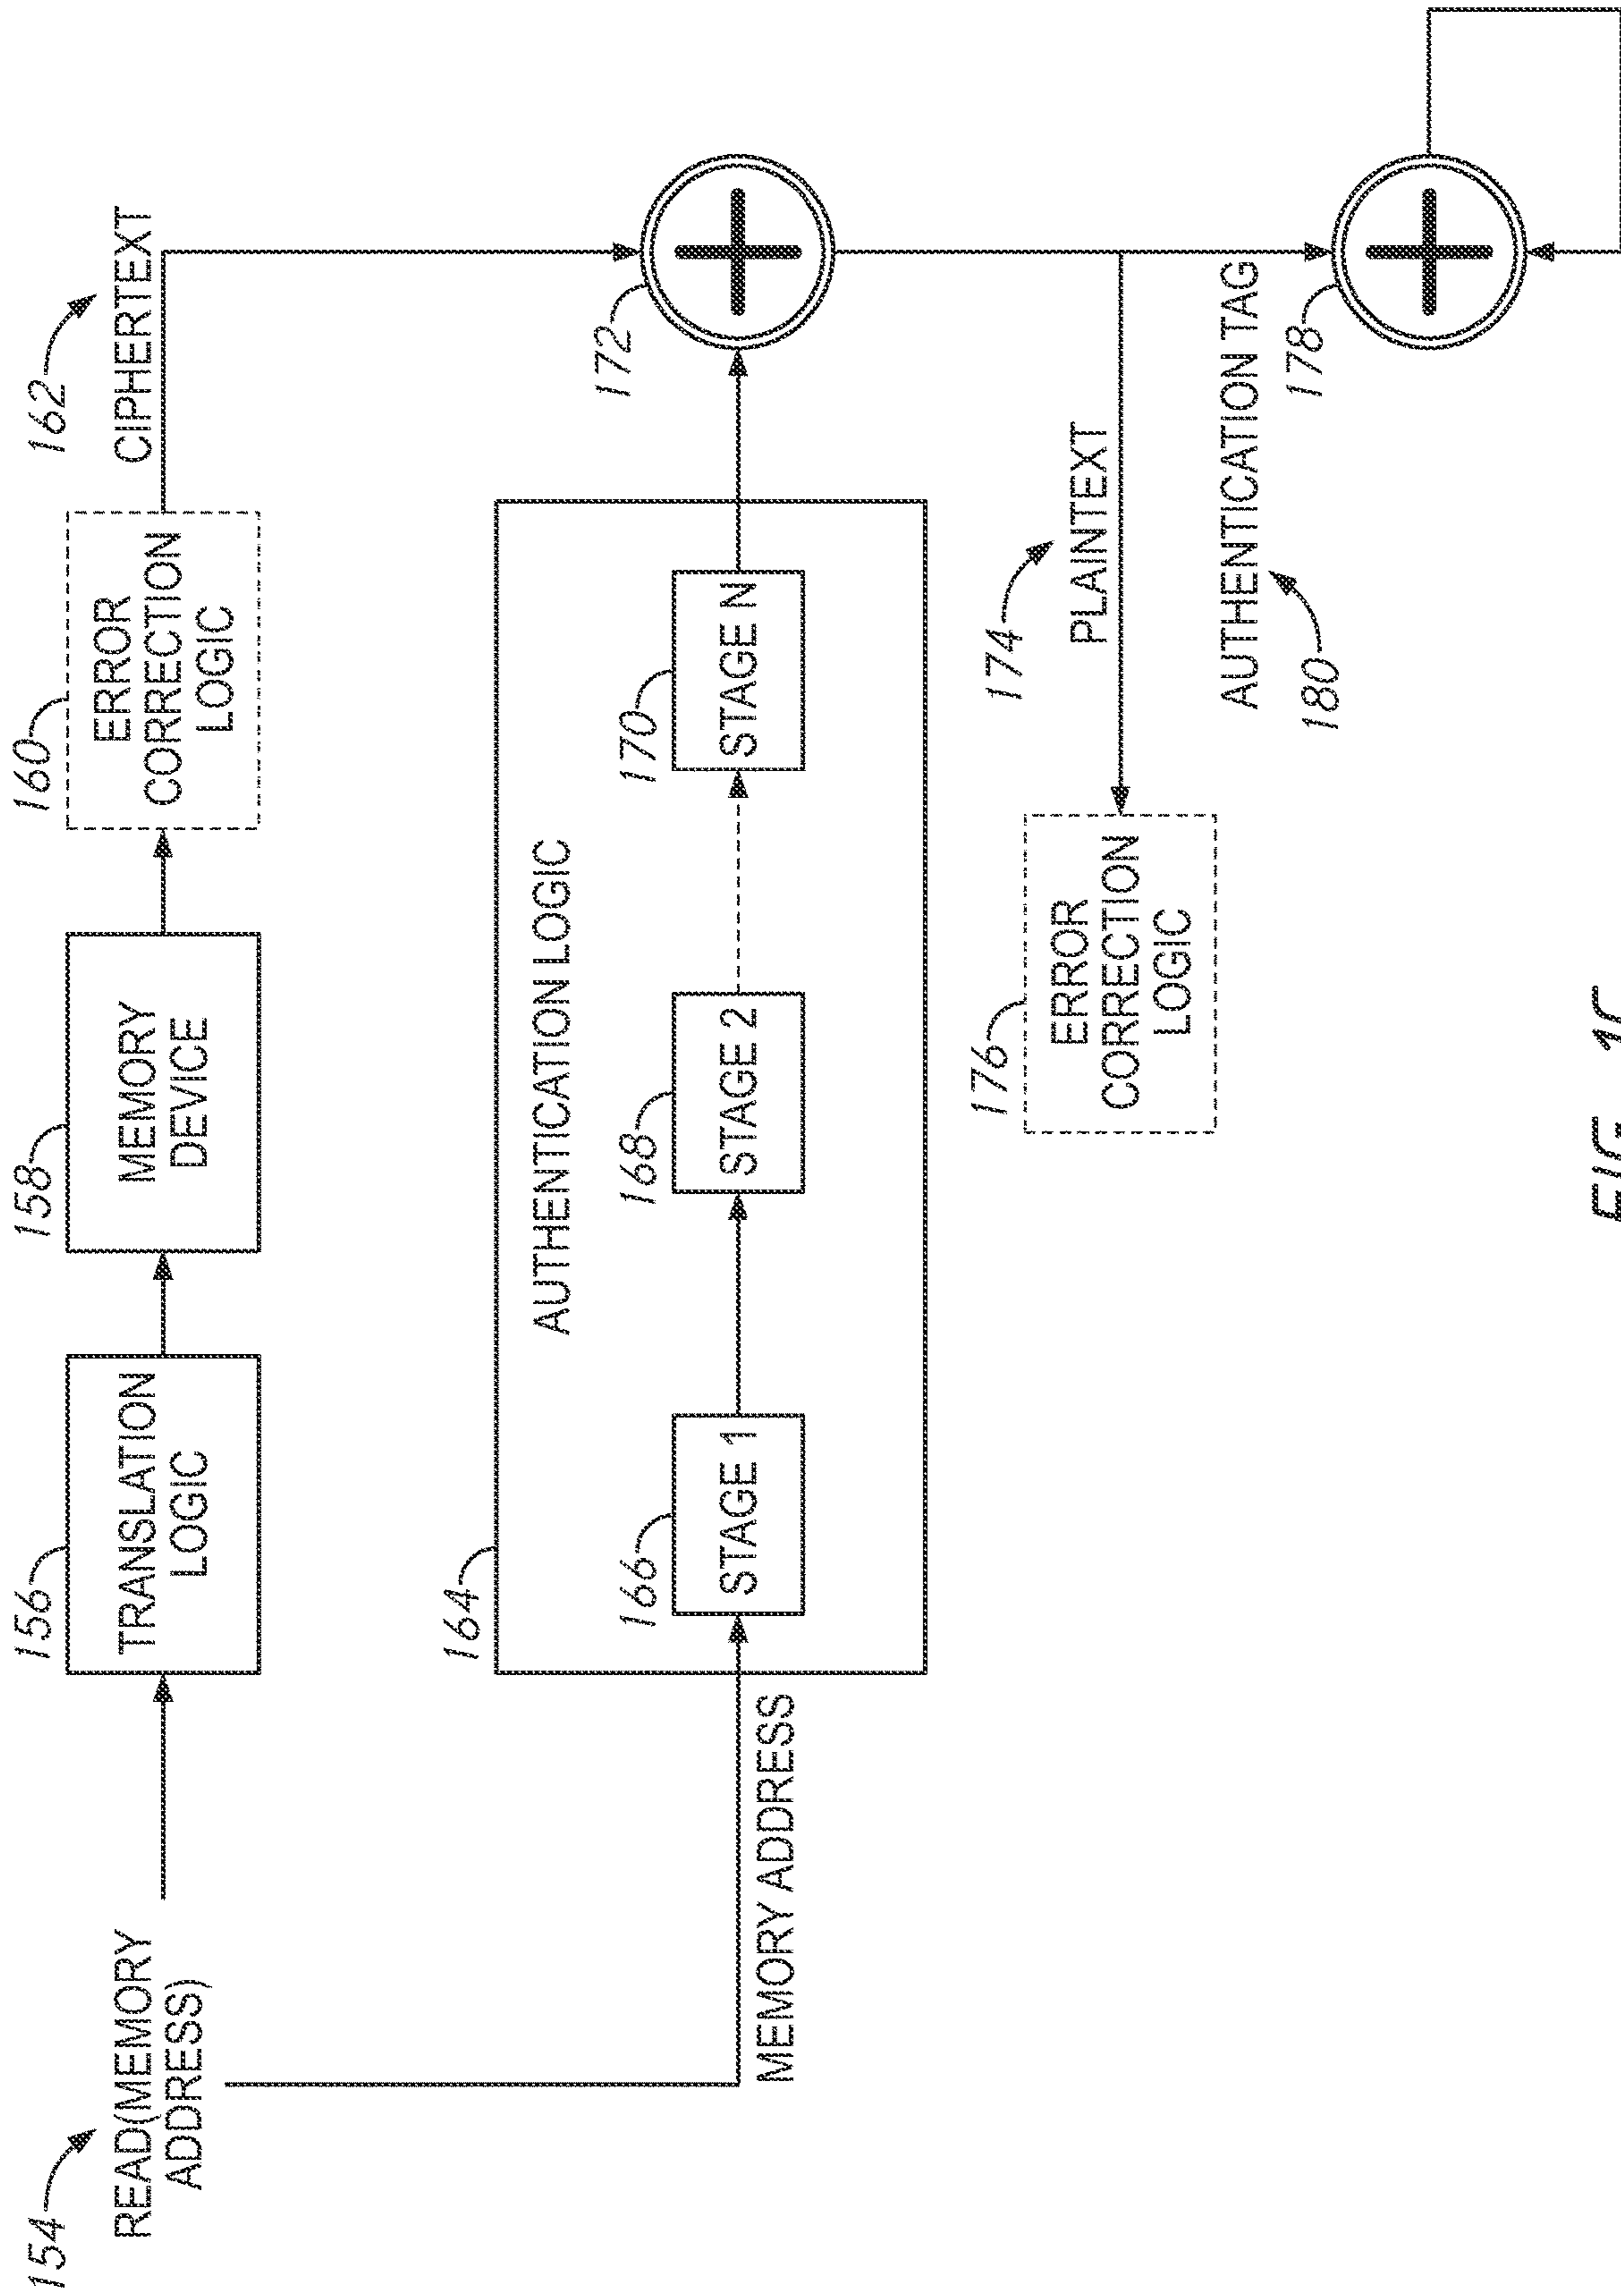 154
READ(MEMORY
ADDRESS)
156
TRANSLATION
LOGIC
158
MEMORY
DEVICE
160
ERROR
CORRECTION
LOGIC
162
CIPHERTEXT
164
AUTHENTICATION LOGIC
MEMORY ADDRESS
166
STAGE 1
168
STAGE 2
170
STAGE N
172
174
PLAINTEXT
176
ERROR
CORRECTION
LOGIC
AUTHENTICATION TAG
180
178
FIG.